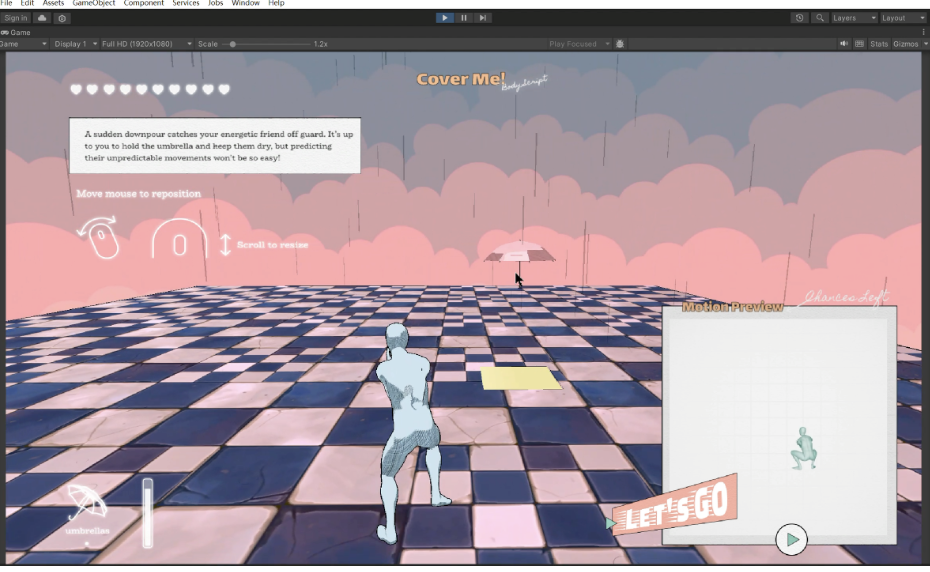 File Edit Assets GameObject Component Services Jobs Window Help
Sign in Layers Layout
Game
Game Display 1 Full HD (1920x1080) Scale 1.2x Play Focused Stats Gizmos
Cover Me!
BodyScript
A sudden downpour catches your energetic friend off guard. It's up
to you to hold the umbrella and keep them dry, but predicting
their unpredictable movements won't be so easy!
Move mouse to reposition
Scroll to resize
Chances Left
Motion Preview
LET'S GO
umbrellas